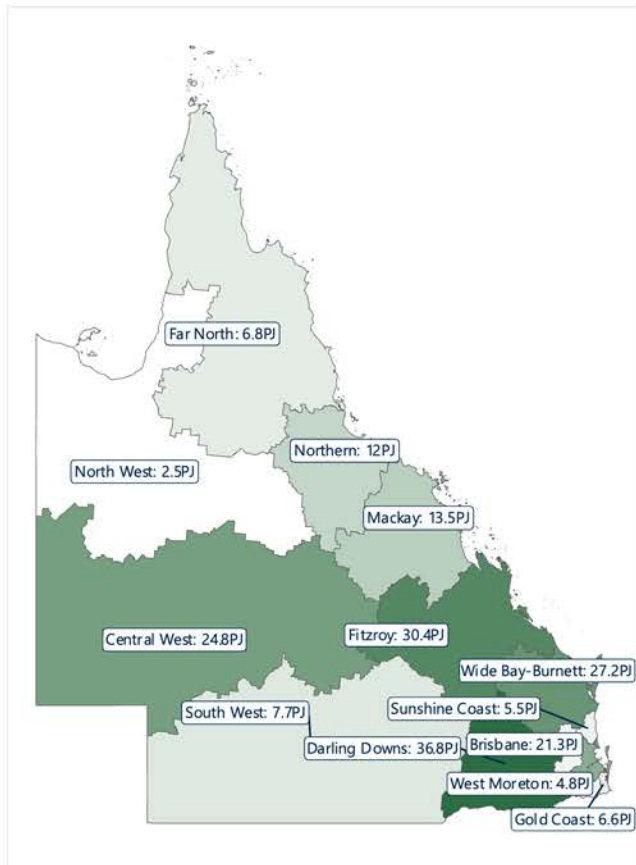 Far North: 6.8PJ
Northern: 12PJ
North West: 2.5PJ
Mackay: 13.5PJ
Central West: 24.8PJ
Fitzroy: 30.4PJ
Wide Bay-Burnett: 27.2PJ
South West: 7.7PJ
Sunshine Coast: 5.5PJ
Darling Downs: 36.8PJ
Brisbane: 21.3PJ
West Moreton: 4.8PJ
Gold Coast: 6.6PJ